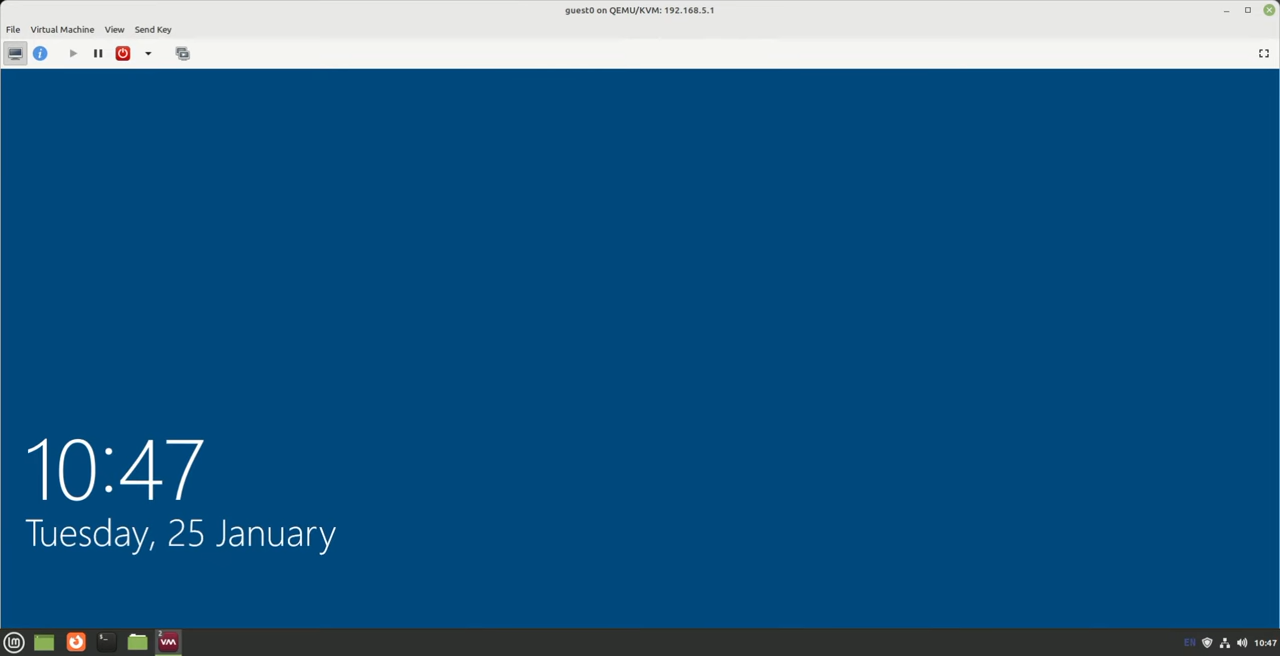 guest0 on QEMU/KVM: 192.168.5.1
File Virtual Machine View Send Key
10:47
Tuesday, 25 January
2
EN 10:47